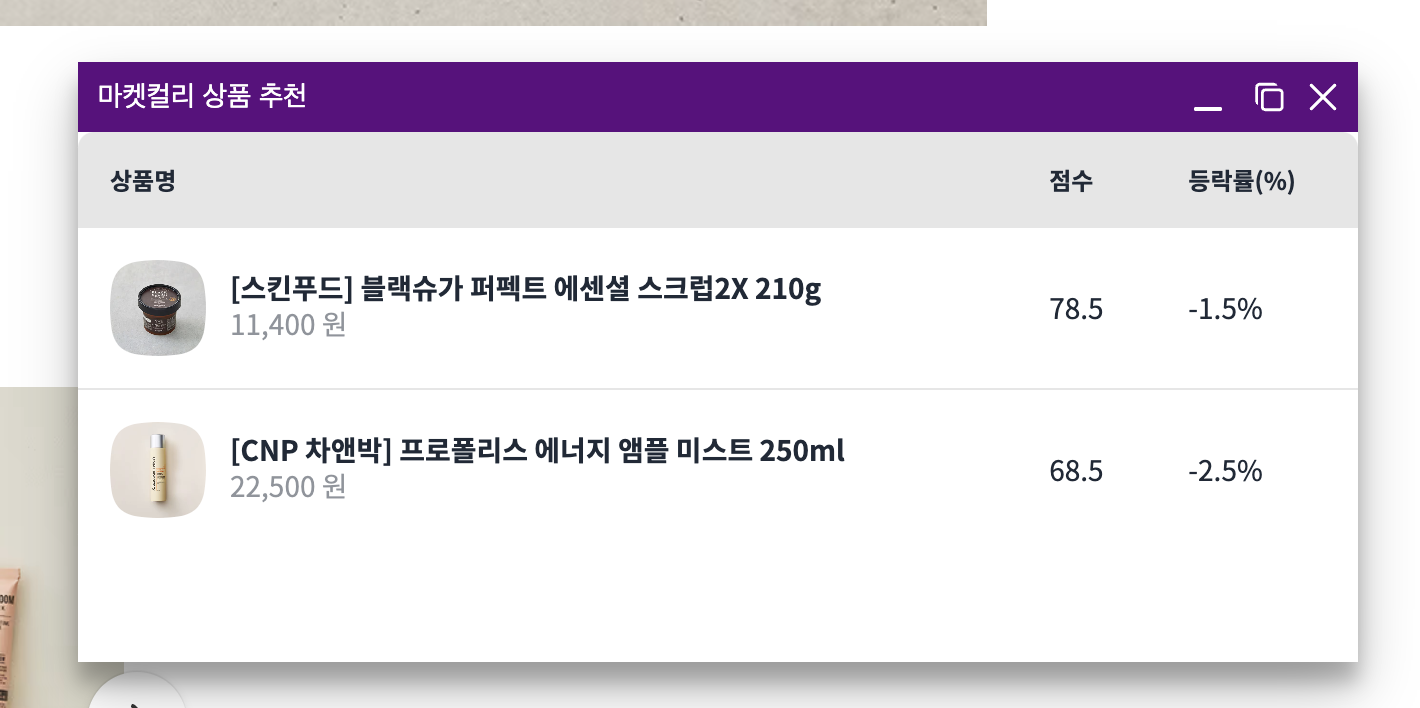 마켓컬리 상품 추천
상품명 점수 등락률(%)
[스킨푸드] 블랙슈가 퍼펙트 에센셜 스크럽2X 210g
11,400 원
78.5 -1.5%
[CNP 차앤박] 프로폴리스 에너지 앰플 미스트 250ml
22,500 원
68.5 -2.5%